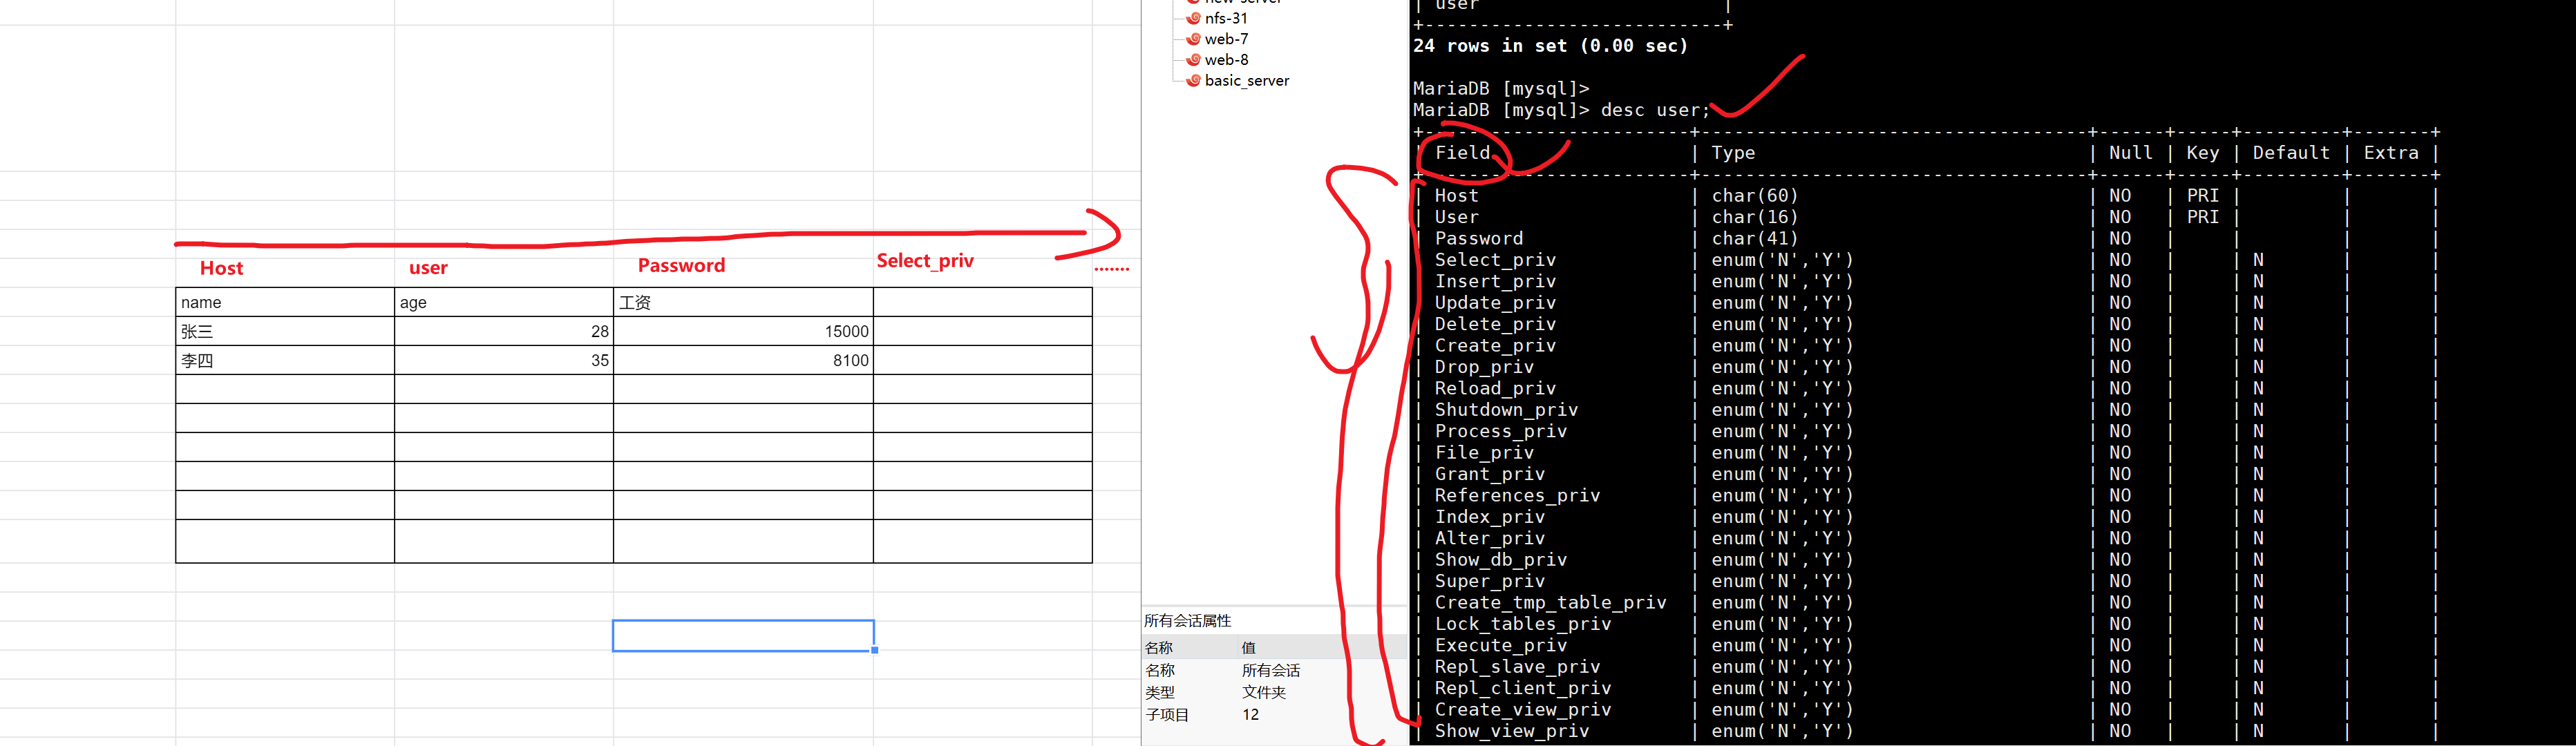 Host user Password Select_priv .......
name age 工资
张三 28 15000
李四 35 8100
nfs-31
web-7
web-8
basic_server
所有会话属性
名称 值
名称 所有会话
类型 文件夹
子项目 12
| user |
+---------------------------+
24 rows in set (0.00 sec)
MariaDB [mysql]>
MariaDB [mysql]> desc user;
| Field | Type | Null | Key | Default | Extra |
| Host | char(60) | NO | PRI | | |
| User | char(16) | NO | PRI | | |
| Password | char(41) | NO | | | |
| Select_priv | enum('N','Y') | NO | | N | |
| Insert_priv | enum('N','Y') | NO | | N | |
| Update_priv | enum('N','Y') | NO | | N | |
| Delete_priv | enum('N','Y') | NO | | N | |
| Create_priv | enum('N','Y') | NO | | N | |
| Drop_priv | enum('N','Y') | NO | | N | |
| Reload_priv | enum('N','Y') | NO | | N | |
| Shutdown_priv | enum('N','Y') | NO | | N | |
| Process_priv | enum('N','Y') | NO | | N | |
| File_priv | enum('N','Y') | NO | | N | |
| Grant_priv | enum('N','Y') | NO | | N | |
| References_priv | enum('N','Y') | NO | | N | |
| Index_priv | enum('N','Y') | NO | | N | |
| Alter_priv | enum('N','Y') | NO | | N | |
| Show_db_priv | enum('N','Y') | NO | | N | |
| Super_priv | enum('N','Y') | NO | | N | |
| Create_tmp_table_priv | enum('N','Y') | NO | | N | |
| Lock_tables_priv | enum('N','Y') | NO | | N | |
| Execute_priv | enum('N','Y') | NO | | N | |
| Repl_slave_priv | enum('N','Y') | NO | | N | |
| Repl_client_priv | enum('N','Y') | NO | | N | |
| Create_view_priv | enum('N','Y') | NO | | N | |
| Show_view_priv | enum('N','Y') | NO | | N | |